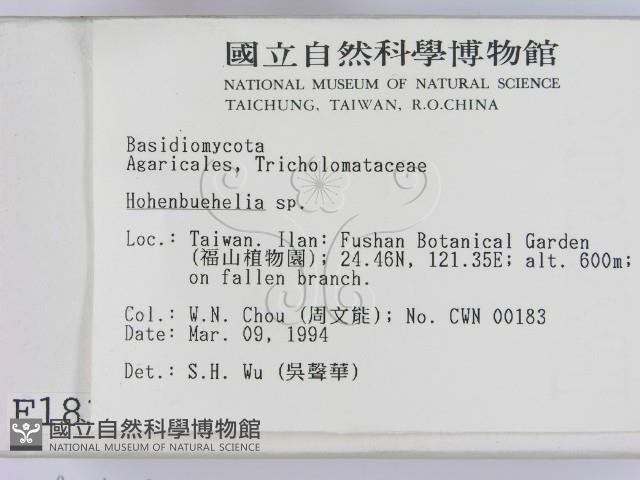 國立自然科學博物館
NATIONAL MUSEUM OF NATURAL SCIENCE
TAICHUNG, TAIWAN, R.O.CHINA
Basidiomycota
Agaricales, Tricholomataceae
Hohenbuehelia sp.
Loc.: Taiwan. Ilan: Fushan Botanical Garden
(福山植物園); 24.46N, 121.35E; alt. 600m;
on fallen branch.
Col.: W.N. Chou (周文能); No. CWN 00183
Date: Mar. 09, 1994
Det.: S.H. Wu (吳聲華)
國立自然科學博物館
NATIONAL MUSEUM OF NATURAL SCIENCE